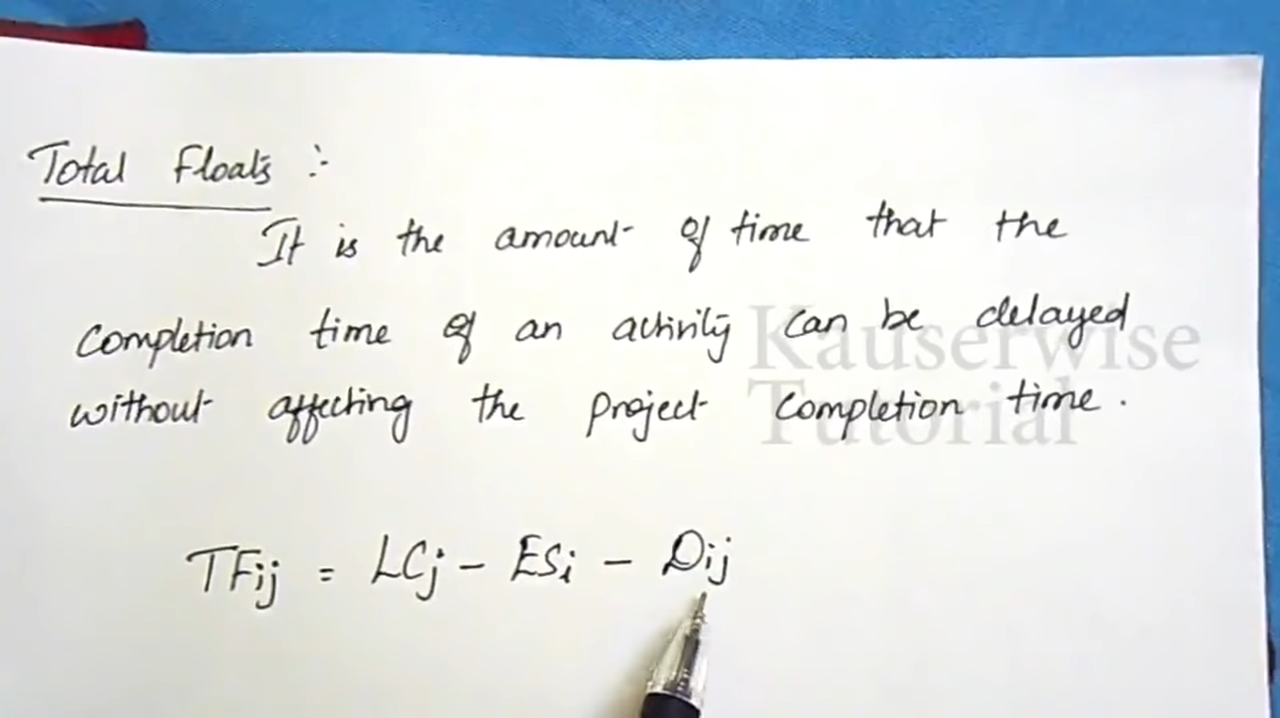 Total Floats :-
It is the amount of time that the
Completion time of an activity can be delayed
without affecting the project completion time.
Kauserwise
Tutorial
TFij = LCj - ESi - Dij